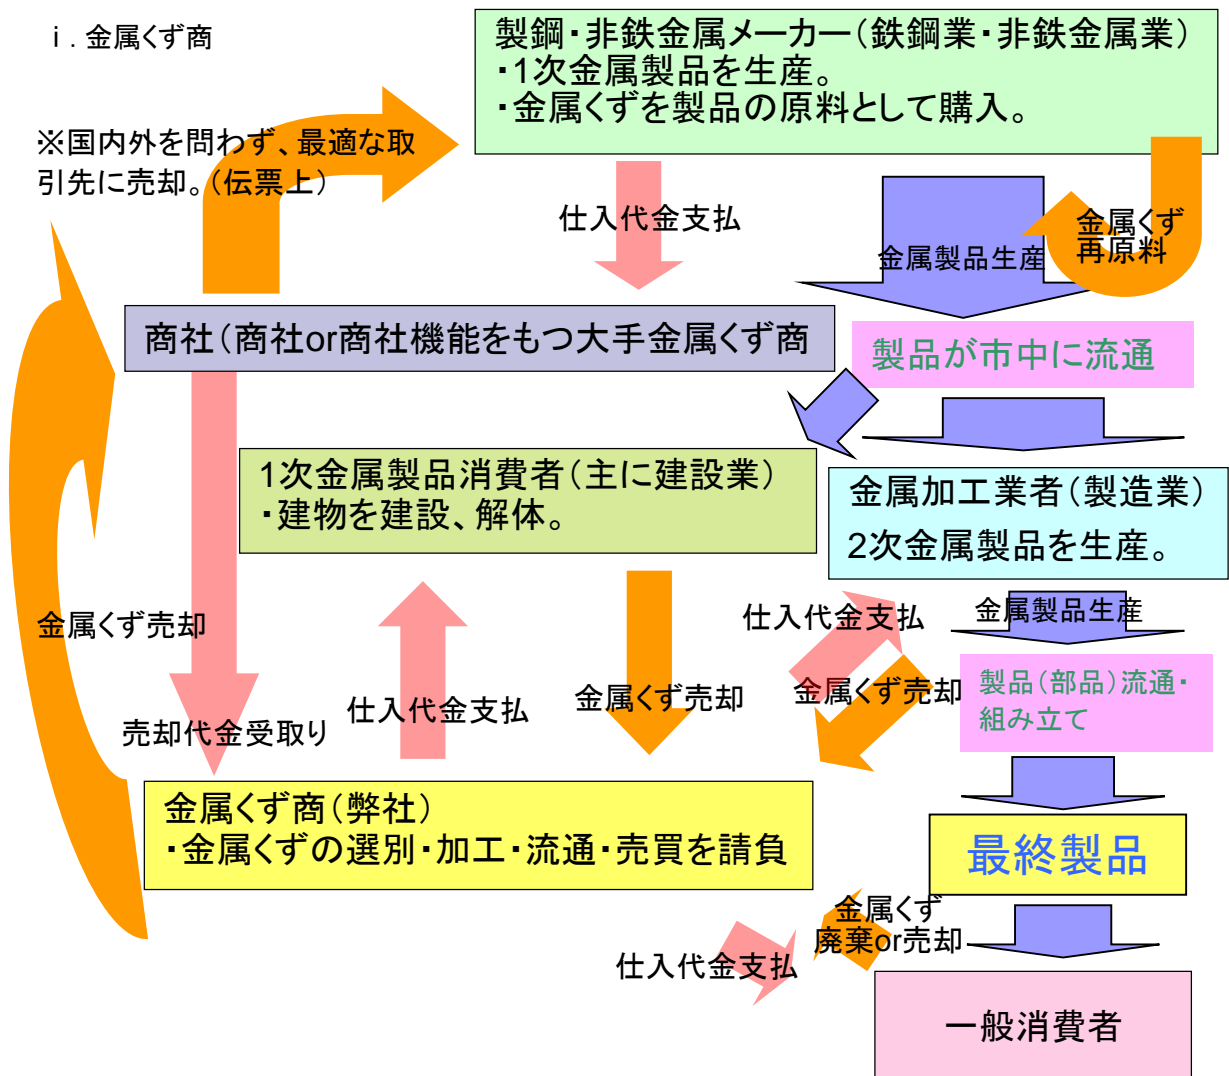 ⅰ．金属くず商
製鋼・非鉄金属メーカー（鉄鋼業・非鉄金属業）
・1次金属製品を生産。
・金属くずを製品の原料として購入。
※国内外を問わず、最適な取
引先に売却。（伝票上）
仕入代金支払
金属製品生産
金属くず
再原料
商社（商社or商社機能をもつ大手金属くず商
製品が市中に流通
1次金属製品消費者（主に建設業）
・建物を建設、解体。
金属加工業者（製造業）
2次金属製品を生産。
金属くず売却
売却代金受取り
仕入代金支払
金属くず売却
仕入代金支払
金属くず売却
金属製品生産
製品（部品）流通・
組み立て
金属くず商（弊社）
・金属くずの選別・加工・流通・売買を請負
最終製品
仕入代金支払
金属くず
廃棄or売却
一般消費者